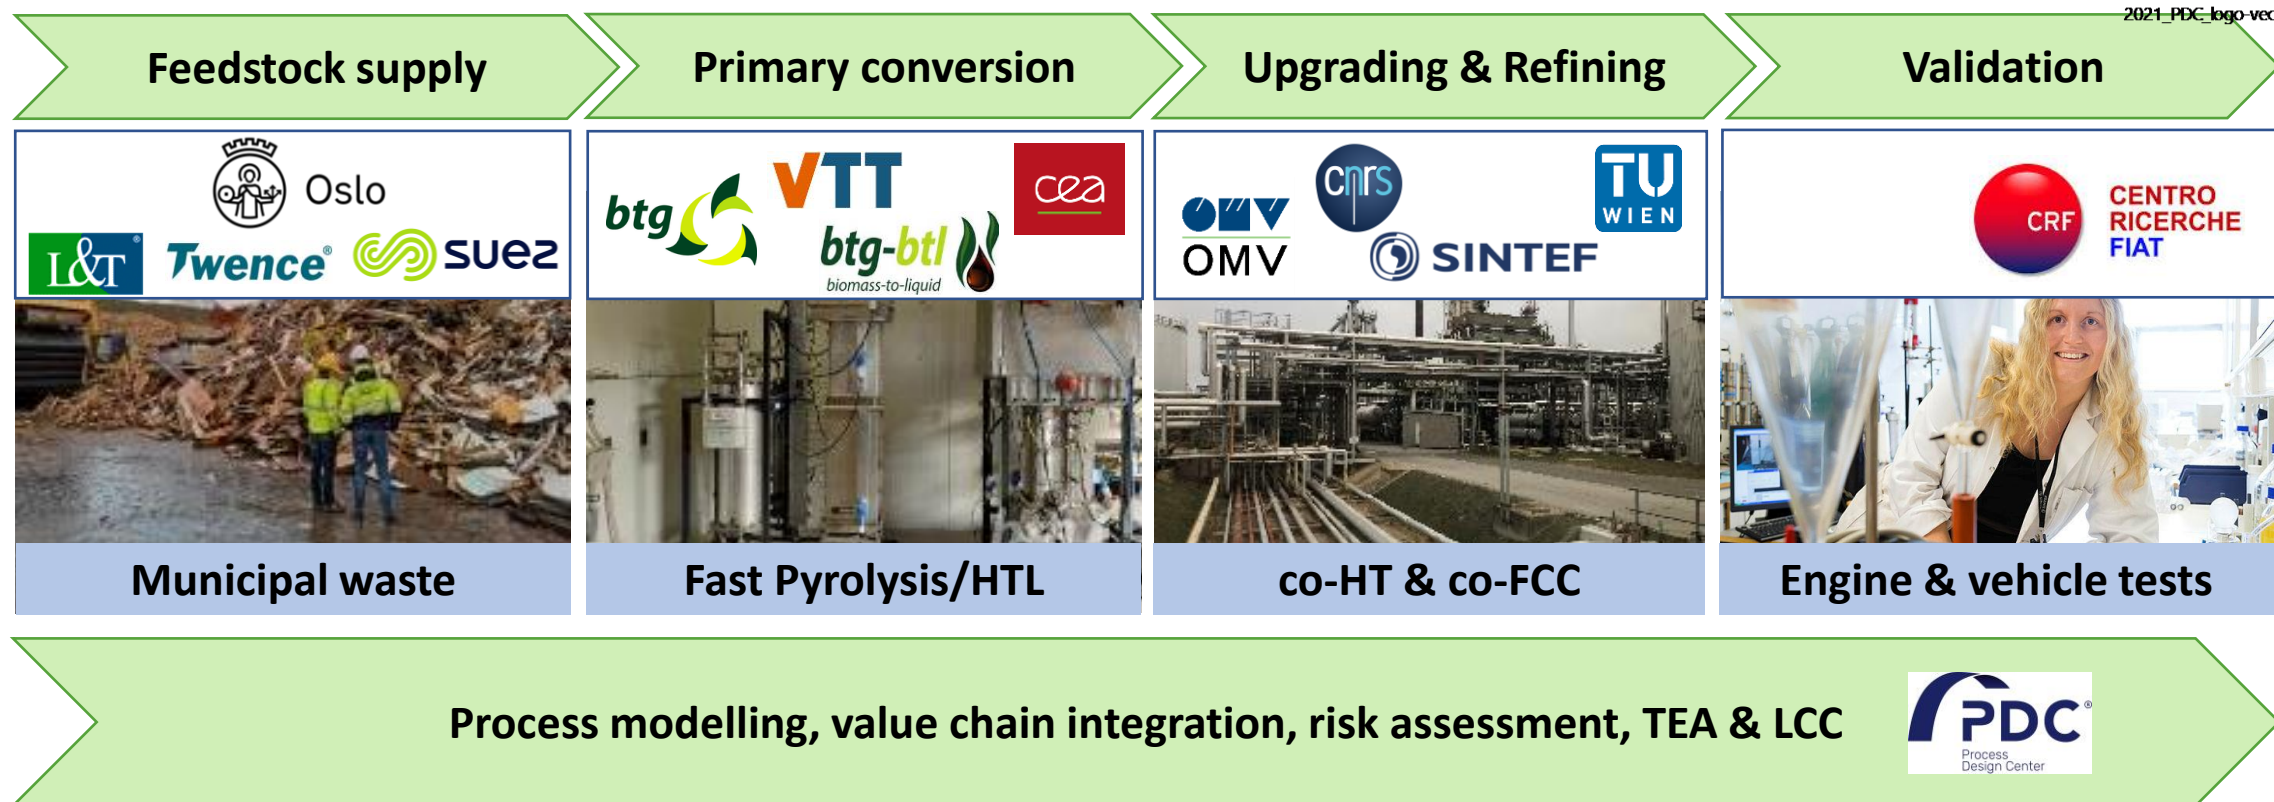 2021_PDC_logo-vec
Feedstock supply
Primary conversion
Upgrading & Refining
Validation
Oslo
L&T®
Twence®
suez
btg
VTT
btg-btl
biomass-to-liquid
cea
OMV
OMV
cnrs
SINTEF
TU
WIEN
CRF
CENTRO
RICERCHE
FIAT
Municipal waste
Fast Pyrolysis/HTL
co-HT & co-FCC
Engine & vehicle tests
Process modelling, value chain integration, risk assessment, TEA & LCC
PDC®
Process
Design Center